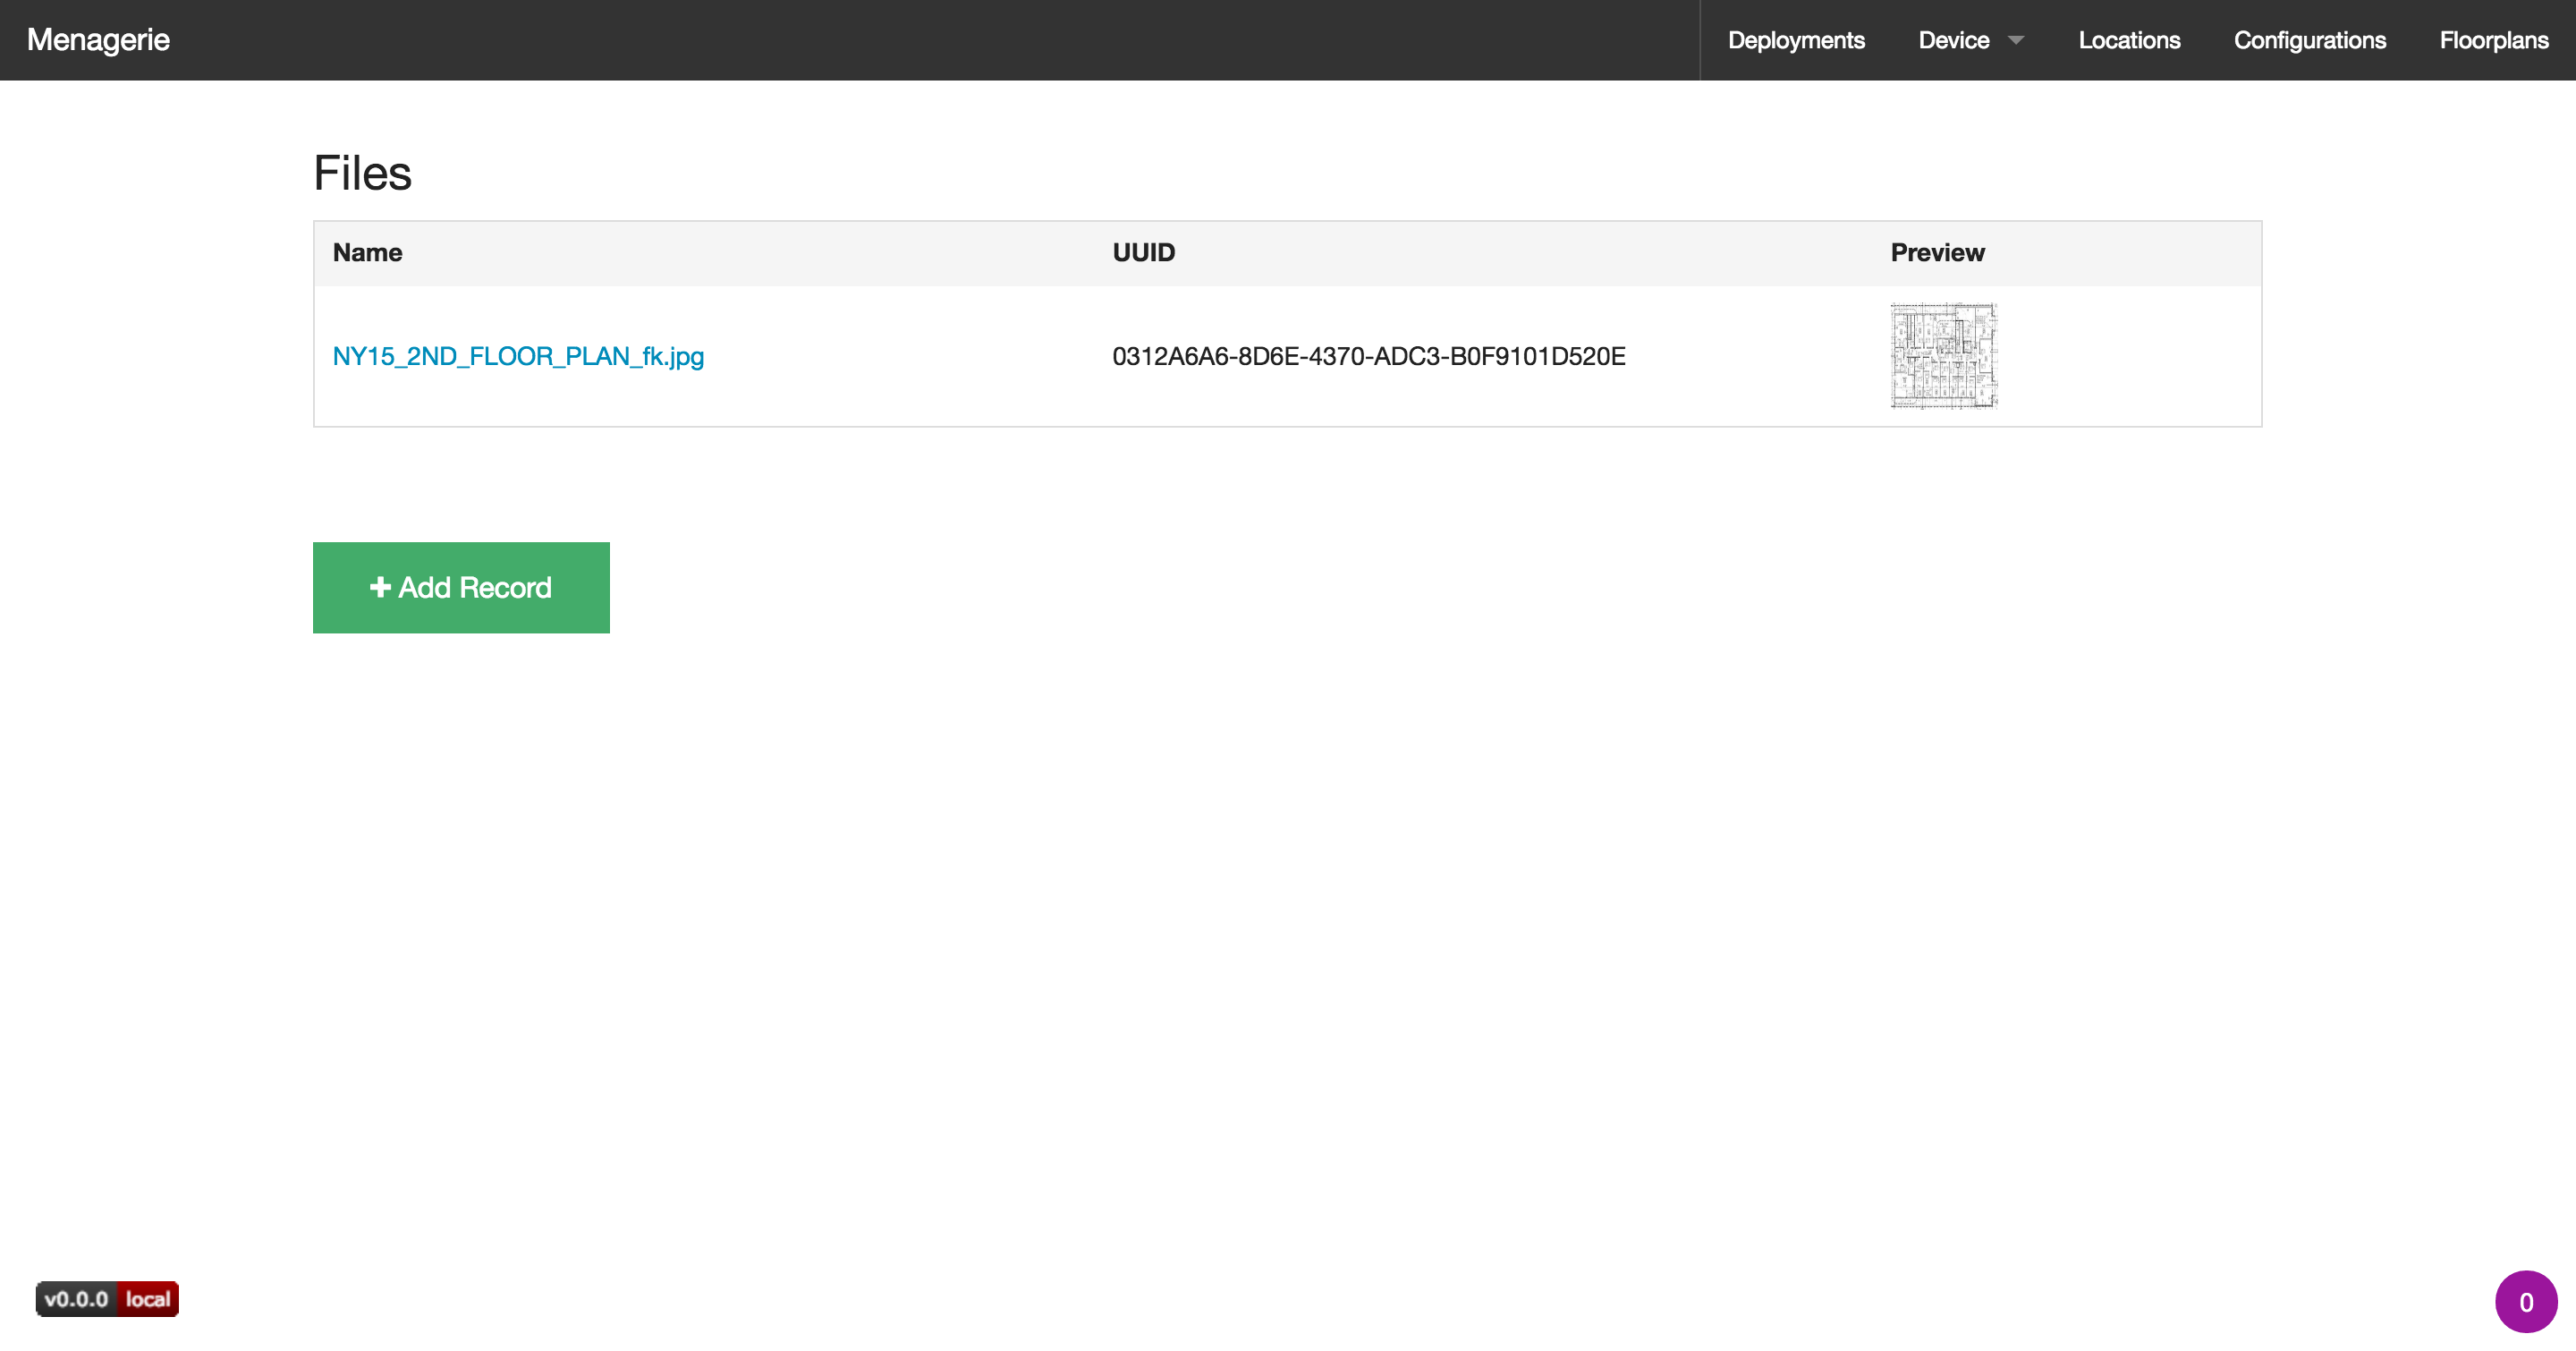 Menagerie
Deployments Device Locations Configurations Floorplans
Files
Name UUID Preview
NY15_2ND_FLOOR_PLAN_fk.jpg 0312A6A6-8D6E-4370-ADC3-B0F9101D520E
Add Record
v0.0.0 local
0